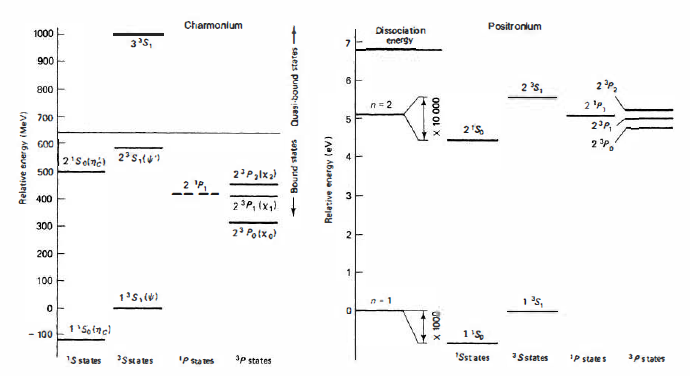 Charmonium
Relative energy (MeV)
1000
900
800
700
600
500
400
300
200
100
0
−100
3 ³S₁
2 ¹S₀(η'c)
2 ³S₁(ψ')
2 ¹P₁
2 ³P₂(χ₂)
2 ³P₁(χ₁)
2 ³P₀(χ₀)
1 ³S₁(ψ)
1 ¹S₀(ηc)
Quasi-bound states
Bound states
¹S states
³S states
¹P states
³P states
Positronium
Relative energy (eV)
7
6
5
4
3
2
1
0
Dissociation
energy
n = 2
× 10 000
2 ¹S₀
2 ³S₁
2 ¹P₁
2 ³P₂
2 ³P₁
2 ³P₀
n = 1
× 1000
1 ³S₁
1 ¹S₀
¹S states
³S states
¹P states
³P states